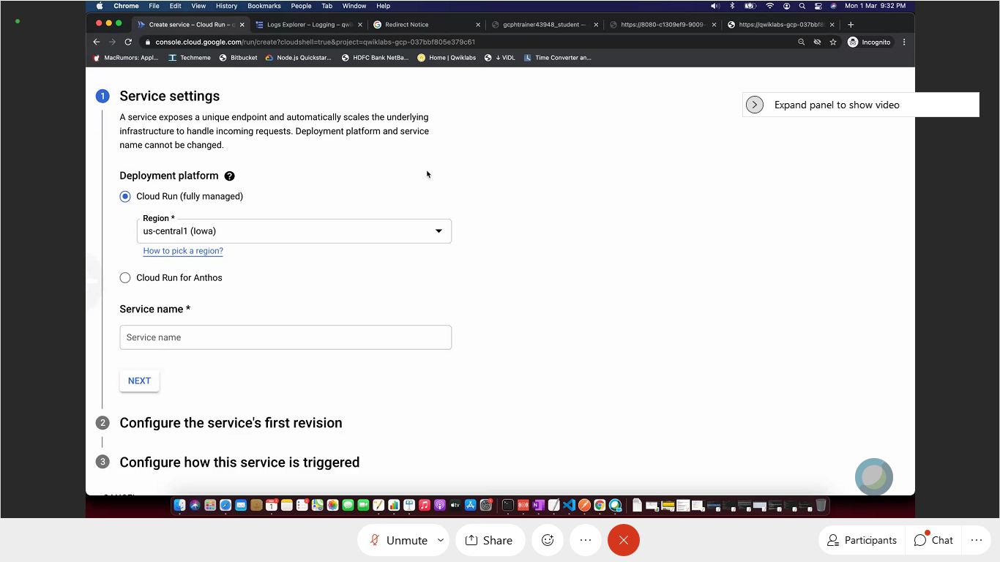 Chrome File Edit View History Bookmarks People Tab Window Help
Mon 1 Mar 9:32 PM
Create service – Cloud Run – q
Logs Explorer – Logging – qwi
Redirect Notice
gcphtrainer43948_student —
https://8080-c1309ef9-9009-
https://qwiklabs-gcp-037bbf8
console.cloud.google.com/run/create?cloudshell=true&project=qwiklabs-gcp-037bbf805e379c61
Incognito
MacRumors: Appl...
Techmeme
Bitbucket
Node.js Quickstar...
HDFC Bank NetBa...
Home | Qwiklabs
↓ ViDL
Time Converter an...
1 Service settings
A service exposes a unique endpoint and automatically scales the underlying
infrastructure to handle incoming requests. Deployment platform and service
name cannot be changed.
Expand panel to show video
Deployment platform
Cloud Run (fully managed)
Region *
us-central1 (Iowa)
How to pick a region?
Cloud Run for Anthos
Service name *
Service name
NEXT
2 Configure the service's first revision
3 Configure how this service is triggered
Unmute
Share
Participants
Chat